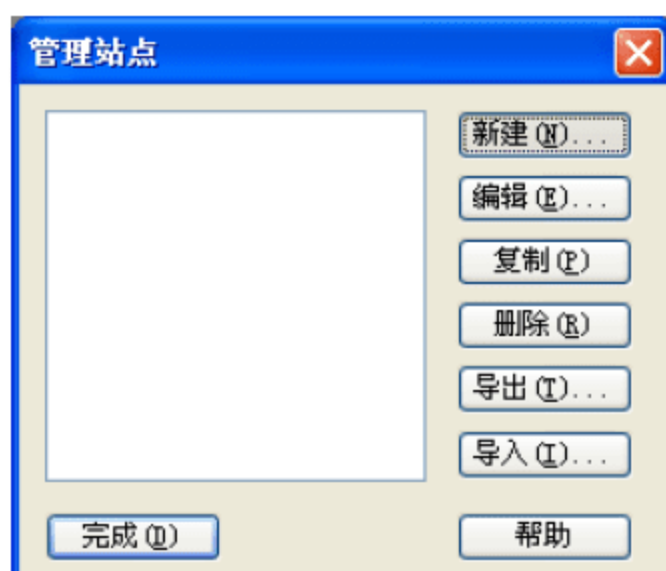 管理站点
新建(N)...
编辑(E)...
复制(P)
删除(R)
导出(T)...
导入(I)...
完成(D)
帮助